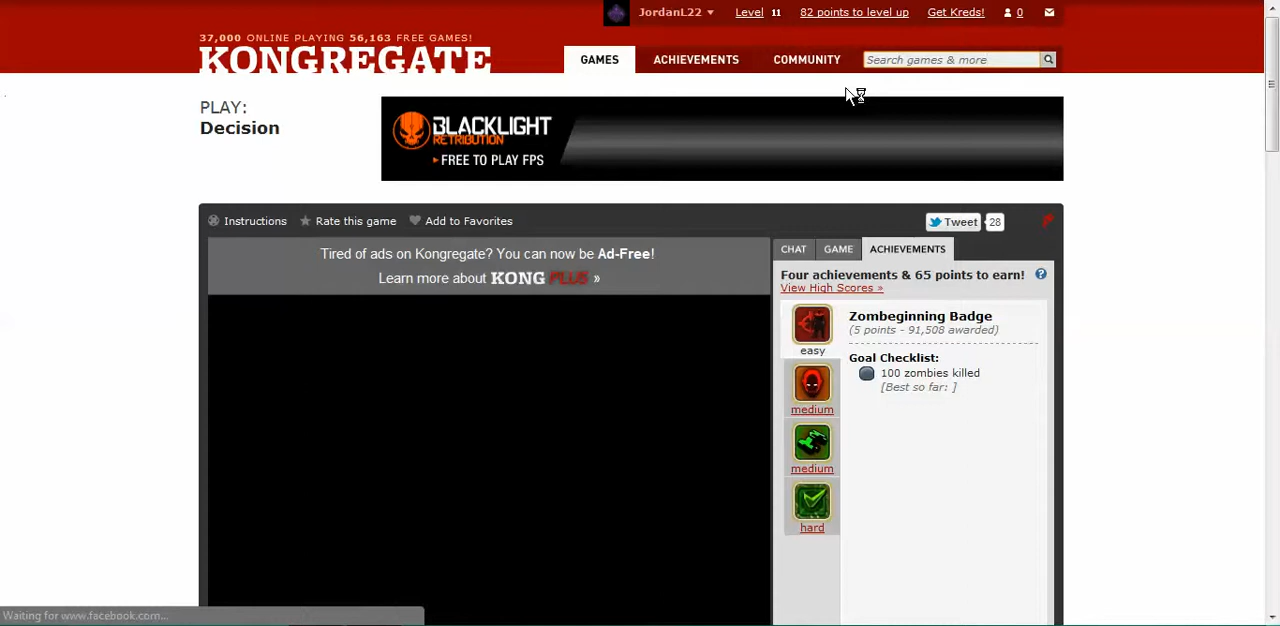 JordanL22 Level 11 82 points to level up Get Kreds! 0
37,000 ONLINE PLAYING 56,163 FREE GAMES!
KONGREGATE GAMES ACHIEVEMENTS COMMUNITY Search games & more
PLAY:
Decision
BLACKLIGHT
RETRIBUTION
FREE TO PLAY FPS
Instructions Rate this game Add to Favorites Tweet 28
Tired of ads on Kongregate? You can now be Ad-Free!
Learn more about KONG PLUS »
CHAT GAME ACHIEVEMENTS
Four achievements & 65 points to earn! ?
View High Scores »
Zombeginning Badge
(5 points - 91,508 awarded)
easy
Goal Checklist:
100 zombies killed
[Best so far: ]
medium
medium
hard
Waiting for www.facebook.com...